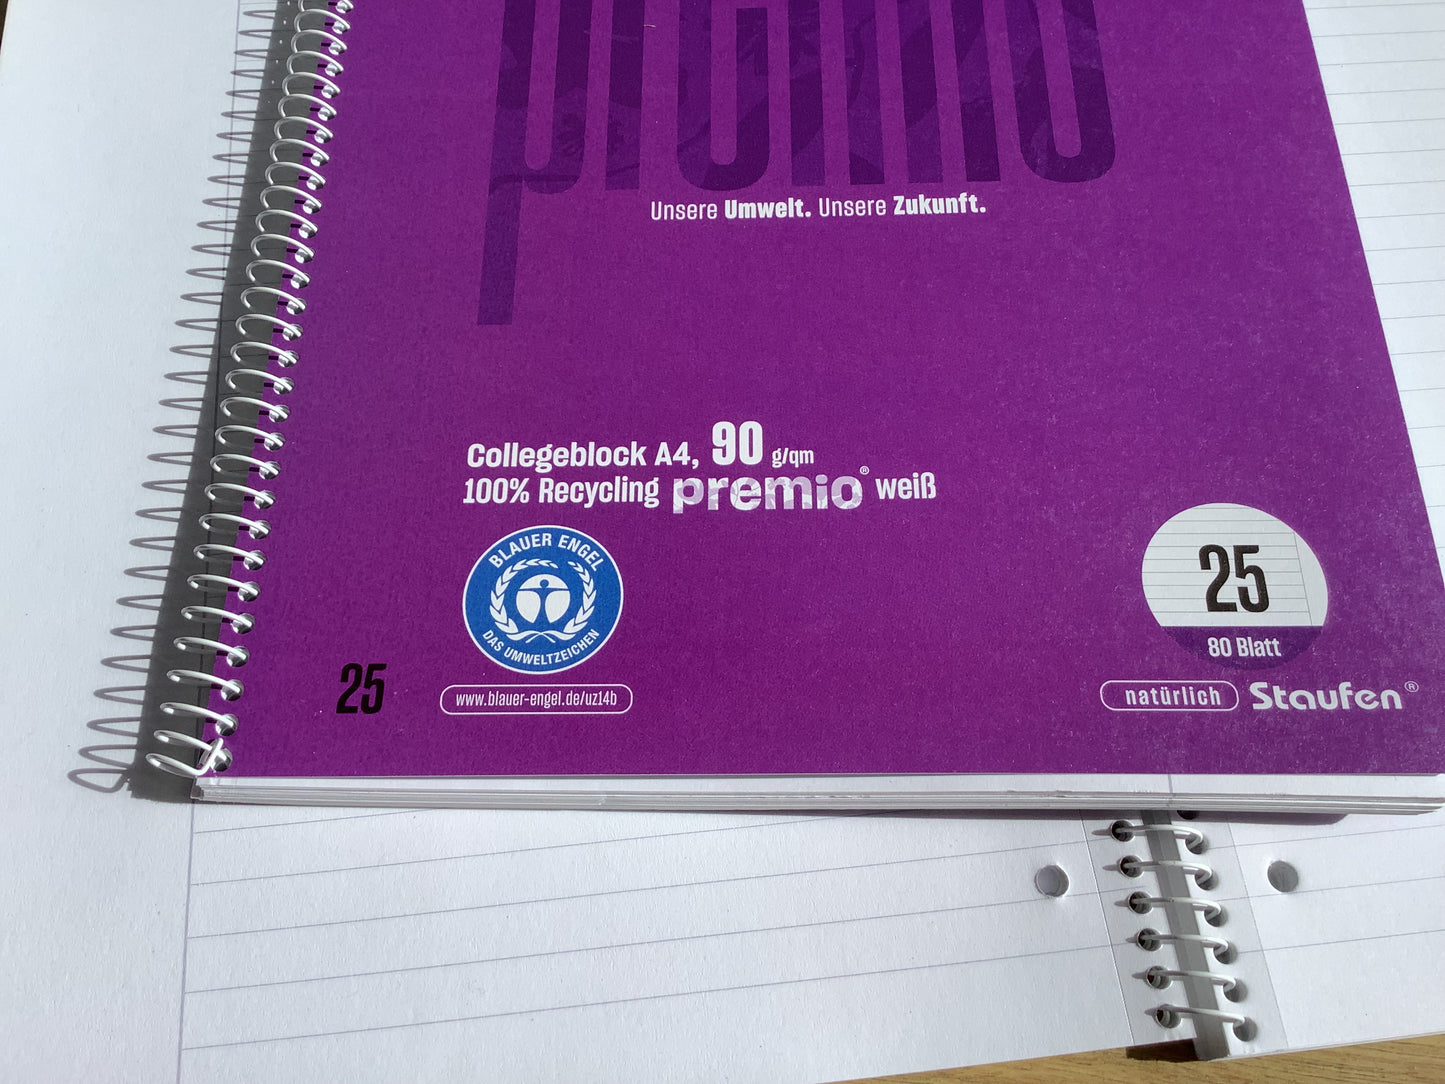 premio
Unsere Umwelt. Unsere Zukunft.
Collegeblock A4, 90 g/qm
100% Recycling premio® weiß
BLAUER ENGEL
DAS UMWELTZEICHEN
www.blauer-engel.de/uz14b
25
25
80 Blatt
natürlich Staufen®